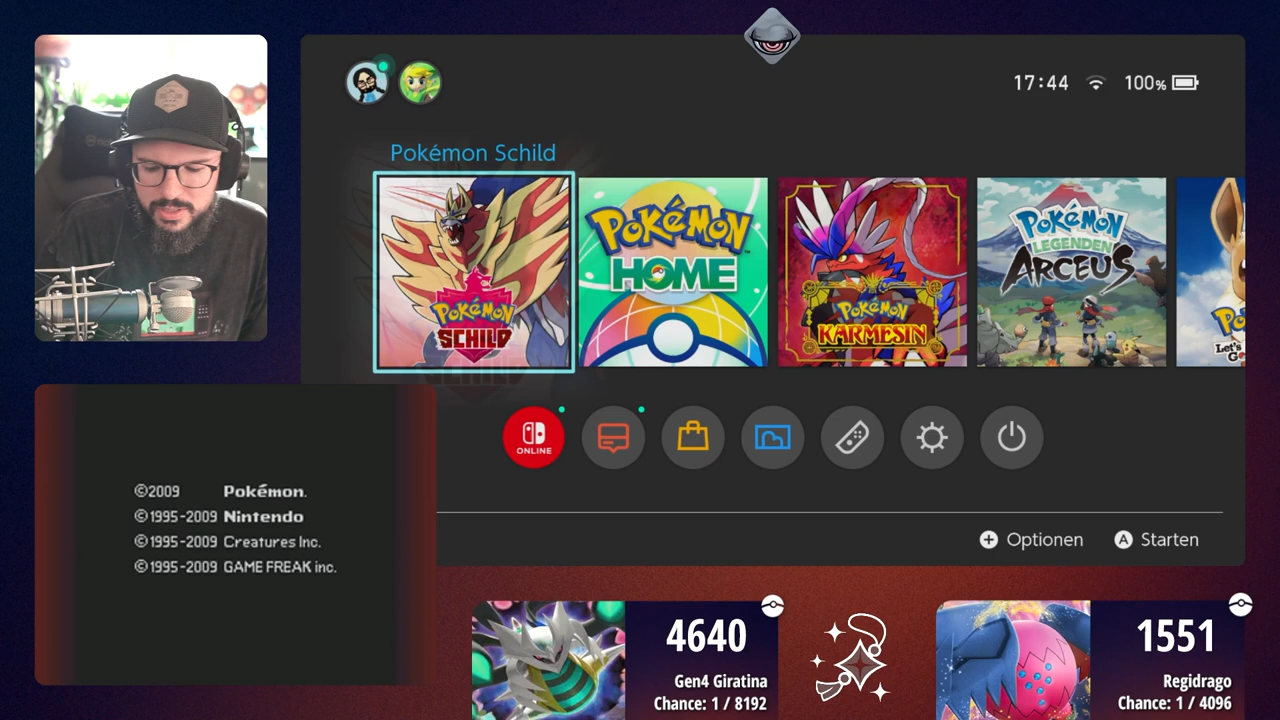 17:44
100%
Pokémon Schild
POKéMON
SCHILD
POKéMON
HOME
POKéMON
KARMESIN
POKéMON
LEGENDEN
ARCEUS
Let's
ONLINE
©2009 Pokémon.
©1995-2009 Nintendo
©1995-2009 Creatures Inc.
©1995-2009 GAME FREAK inc.
Optionen
A Starten
4640
Gen4 Giratina
Chance: 1 / 8192
1551
Regidrago
Chance: 1 / 4096